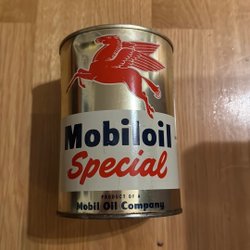 Mobiloil
Special
PRODUCT OF A
Mobil Oil Company